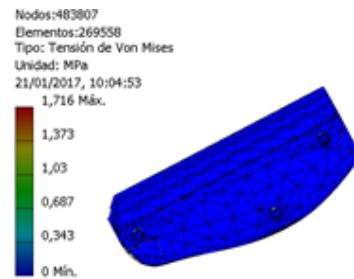 Nodos:483807
Elementos:269558
Tipo: Tensión de Von Mises
Unidad: MPa
21/01/2017, 10:04:53
1,716 Máx.
1,373
1,03
0,687
0,343
0 Mín.